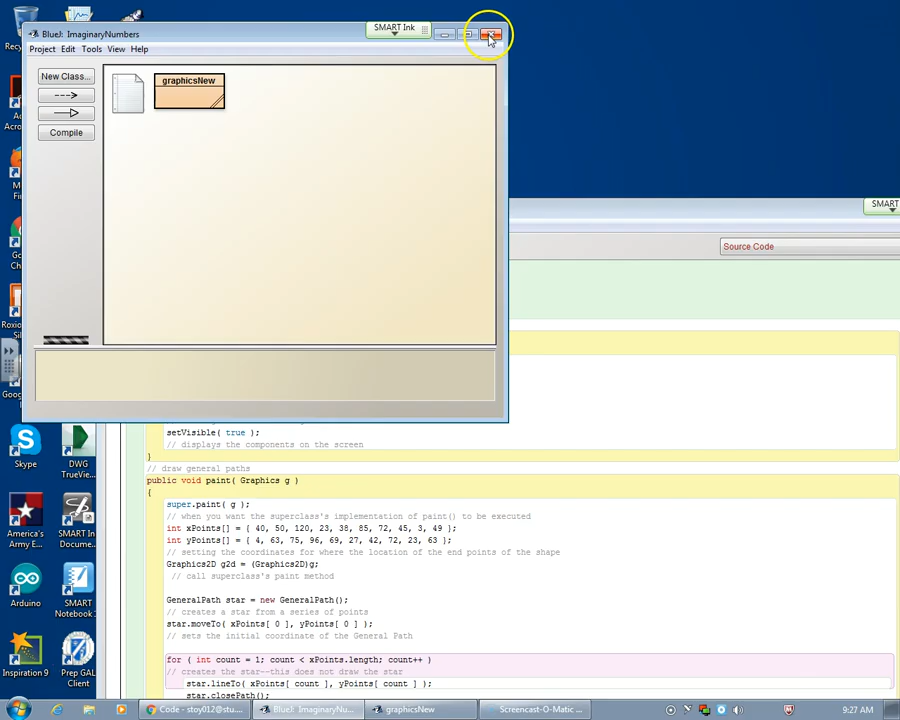 BlueJ: ImaginaryNumbers
SMART Ink
Project Edit Tools View Help
New Class...
graphicsNew
Compile
SMART
Source Code
setVisible( true );
// displays the components on the screen
}
// draw general paths
public void paint( Graphics g )
{
super.paint( g );
// when you want the superclass's implementation of paint() to be executed
int xPoints[] = { 40, 50, 120, 23, 38, 85, 72, 45, 3, 49 };
int yPoints[] = { 4, 63, 75, 96, 69, 27, 42, 72, 23, 63 };
// setting the coordinates for where the location of the end points of the shape
Graphics2D g2d = (Graphics2D)g;
// call superclass's paint method
GeneralPath star = new GeneralPath();
// creates a star from a series of points
star.moveTo( xPoints[ 0 ], yPoints[ 0 ] );
// sets the initial coordinate of the General Path
for ( int count = 1; count < xPoints.length; count++ )
// creates the star--this does not draw the star
star.lineTo( xPoints[ count ], yPoints[ count ] );
star.closePath();
Skype
DWG
TrueView...
America's
Army E...
SMART In
Docume...
Arduino
SMART
Notebook
Inspiration 9
Prep GAL
Client
Code - stoy012@stu....
BlueJ: ImaginaryNu...
graphicsNew
Screencast-O-Matic ...
9:27 AM